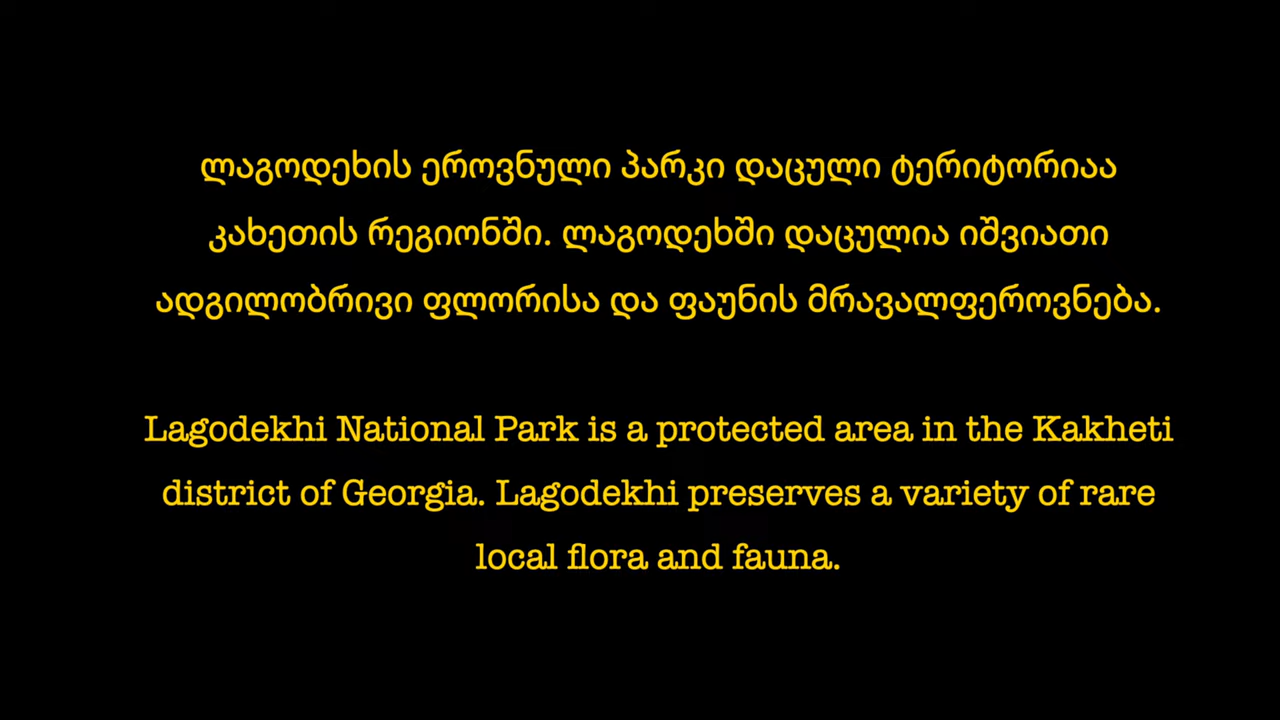 ლაგოდეხის ეროვნული პარკი დაცული ტერიტორიაა
კახეთის რეგიონში. ლაგოდეხში დაცულია იშვიათი
ადგილობრივი ფლორისა და ფაუნის მრავალფეროვნება.
Lagodekhi National Park is a protected area in the Kakheti
district of Georgia. Lagodekhi preserves a variety of rare
local flora and fauna.